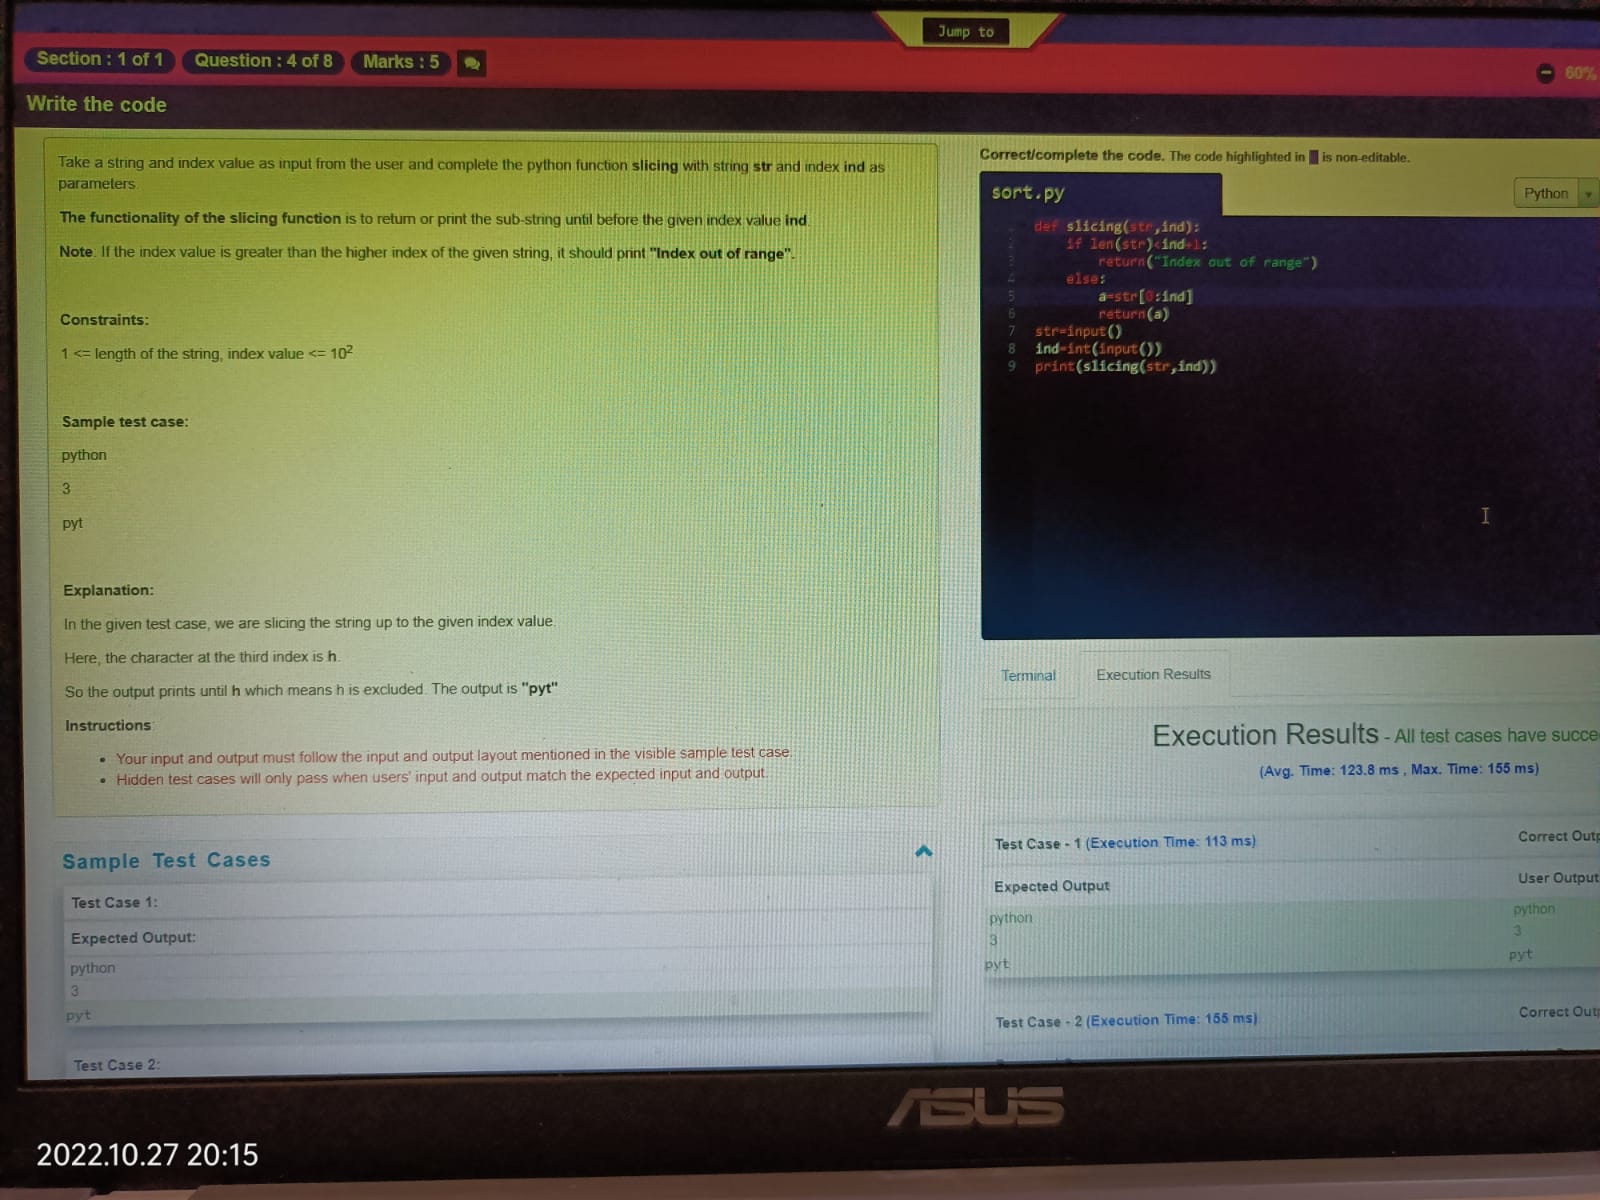 Jump to
Section : 1 of 1
Question : 4 of 8
Marks : 5
60%
Write the code
Take a string and index value as input from the user and complete the python function slicing with string str and index ind as
parameters.
The functionality of the slicing function is to return or print the sub-string until before the given index value ind.
Note: If the index value is greater than the higher index of the given string, it should print "Index out of range".
Constraints:
1 <= length of the string, index value <= 10²
Sample test case:
python
3
pyt
Explanation:
In the given test case, we are slicing the string up to the given index value.
Here, the character at the third index is h.
So the output prints until h which means h is excluded. The output is "pyt"
Instructions:
• Your input and output must follow the input and output layout mentioned in the visible sample test case.
• Hidden test cases will only pass when users' input and output match the expected input and output.
Sample Test Cases
Test Case 1:
Expected Output:
python
3
pyt
Test Case 2:
Correct/complete the code. The code highlighted in is non-editable.
sort.py
Python
def slicing(str,ind):
2 if len(str)<ind+1:
3 return("Index out of range")
4 else:
5 a=str[0:ind]
6 return(a)
7 str=input()
8 ind=int(input())
9 print(slicing(str,ind))
Terminal
Execution Results
Execution Results - All test cases have succe
(Avg. Time: 123.8 ms , Max. Time: 155 ms)
Test Case - 1 (Execution Time: 113 ms)
Correct Outp
Expected Output
User Output
python
python
3
3
pyt
pyt
Test Case - 2 (Execution Time: 155 ms)
Correct Out
ASUS
2022.10.27 20:15